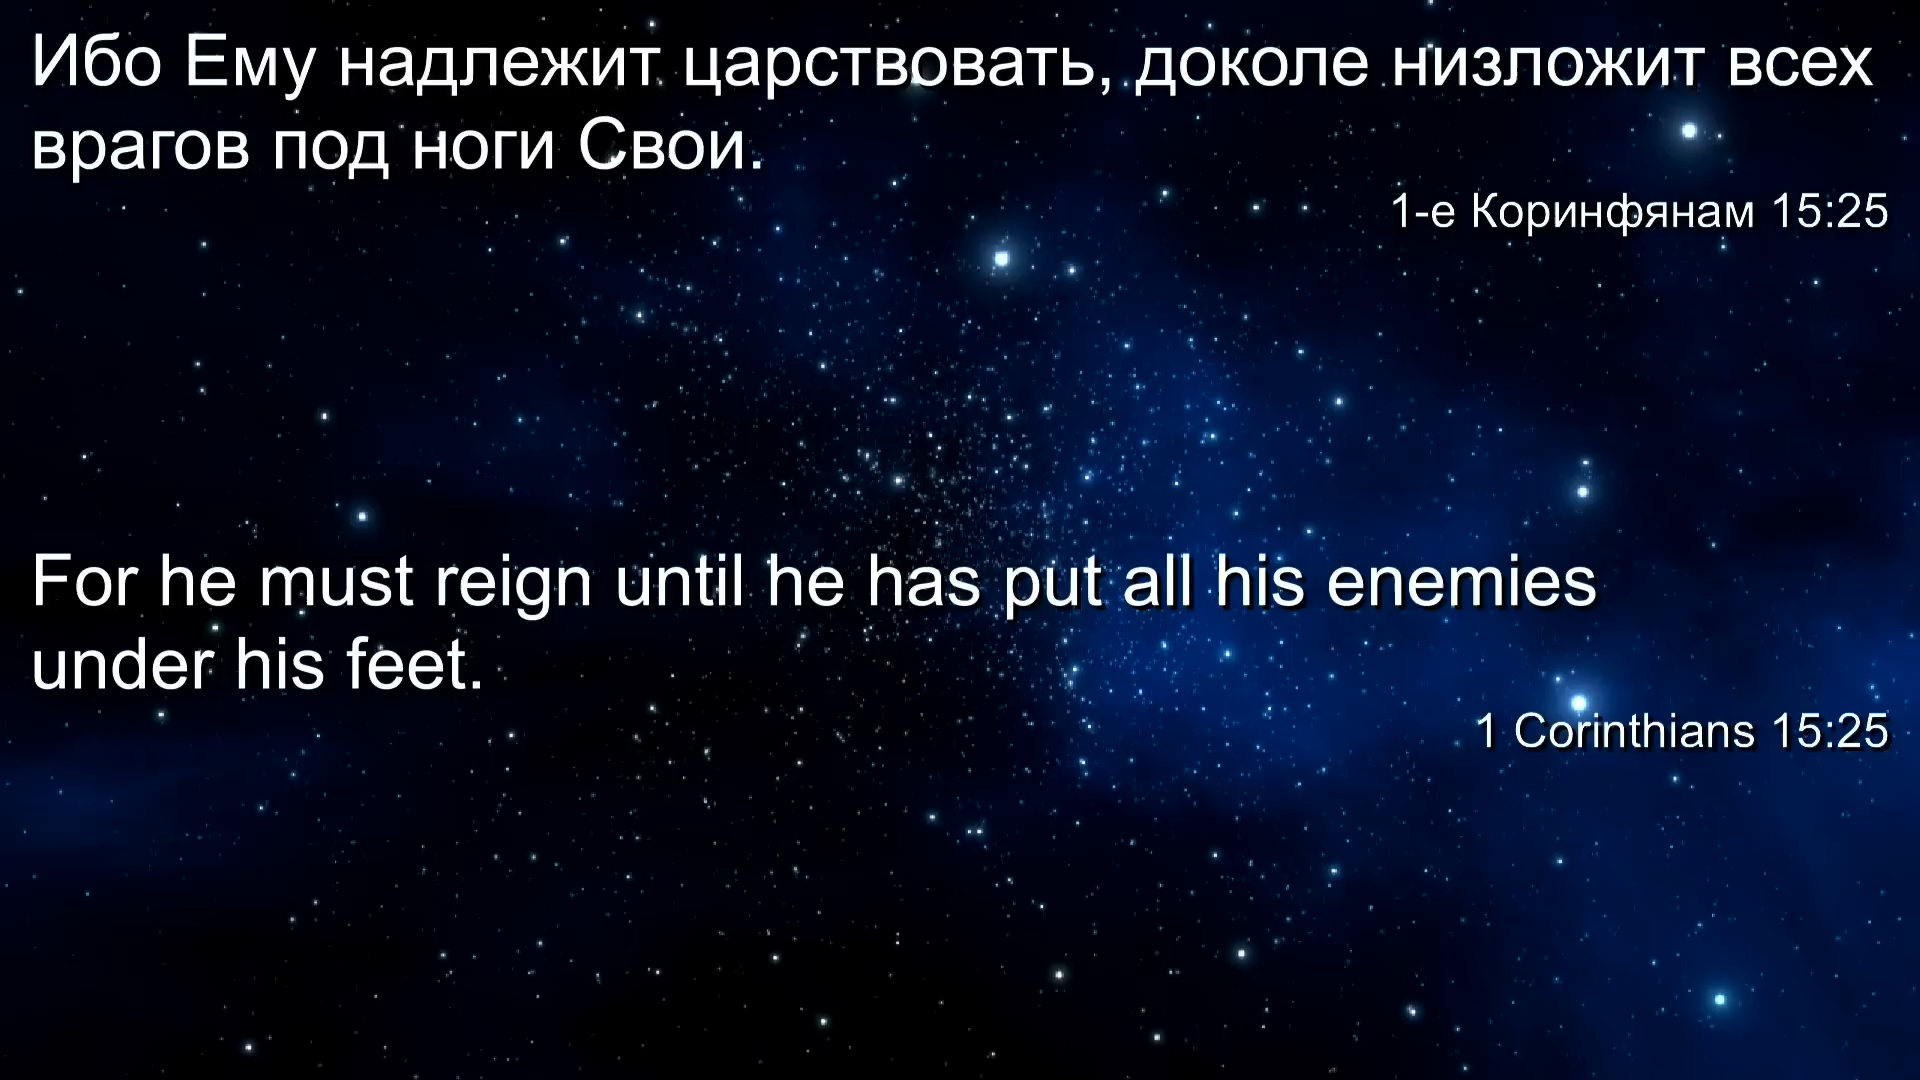 Ибо Ему надлежит царствовать, доколе низложит всех
врагов под ноги Свои.
1-е Коринфянам 15:25
For he must reign until he has put all his enemies
under his feet.
1 Corinthians 15:25